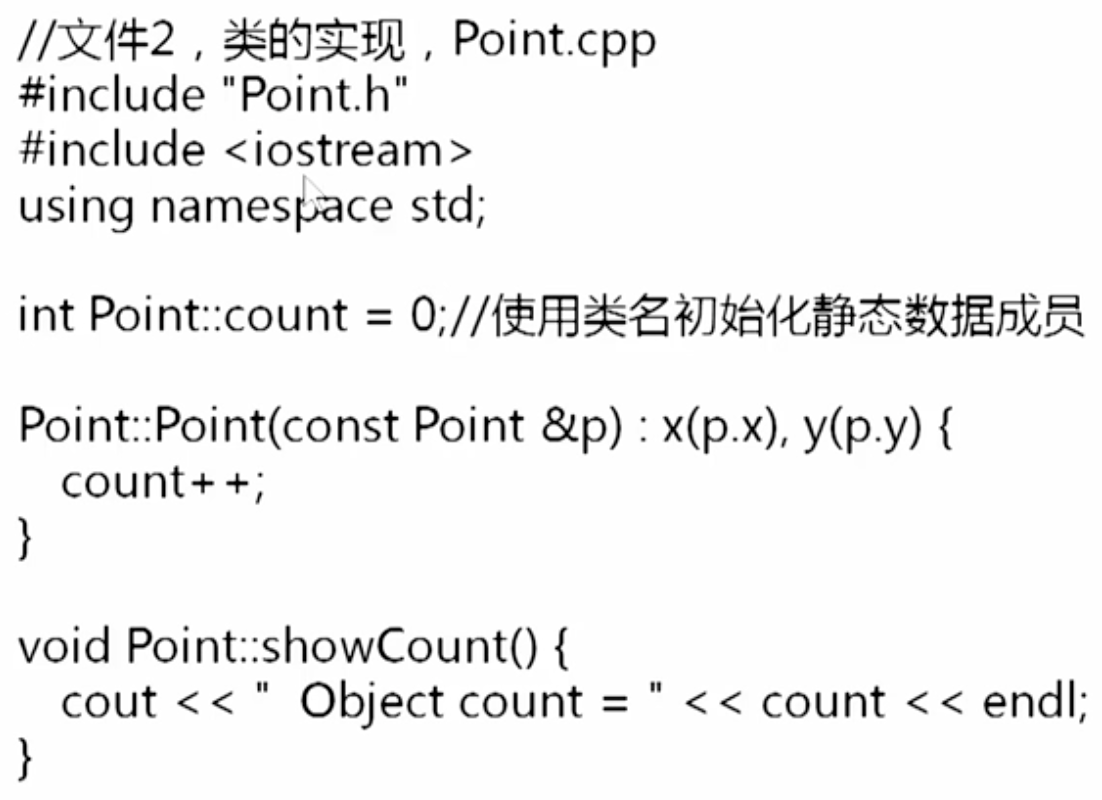 //文件2，类的实现，Point.cpp
#include "Point.h"
#include <iostream>
using namespace std;
int Point::count = 0;//使用类名初始化静态数据成员
Point::Point(const Point &p) : x(p.x), y(p.y) {
count++;
}
void Point::showCount() {
cout << "  Object count = " << count << endl;
}